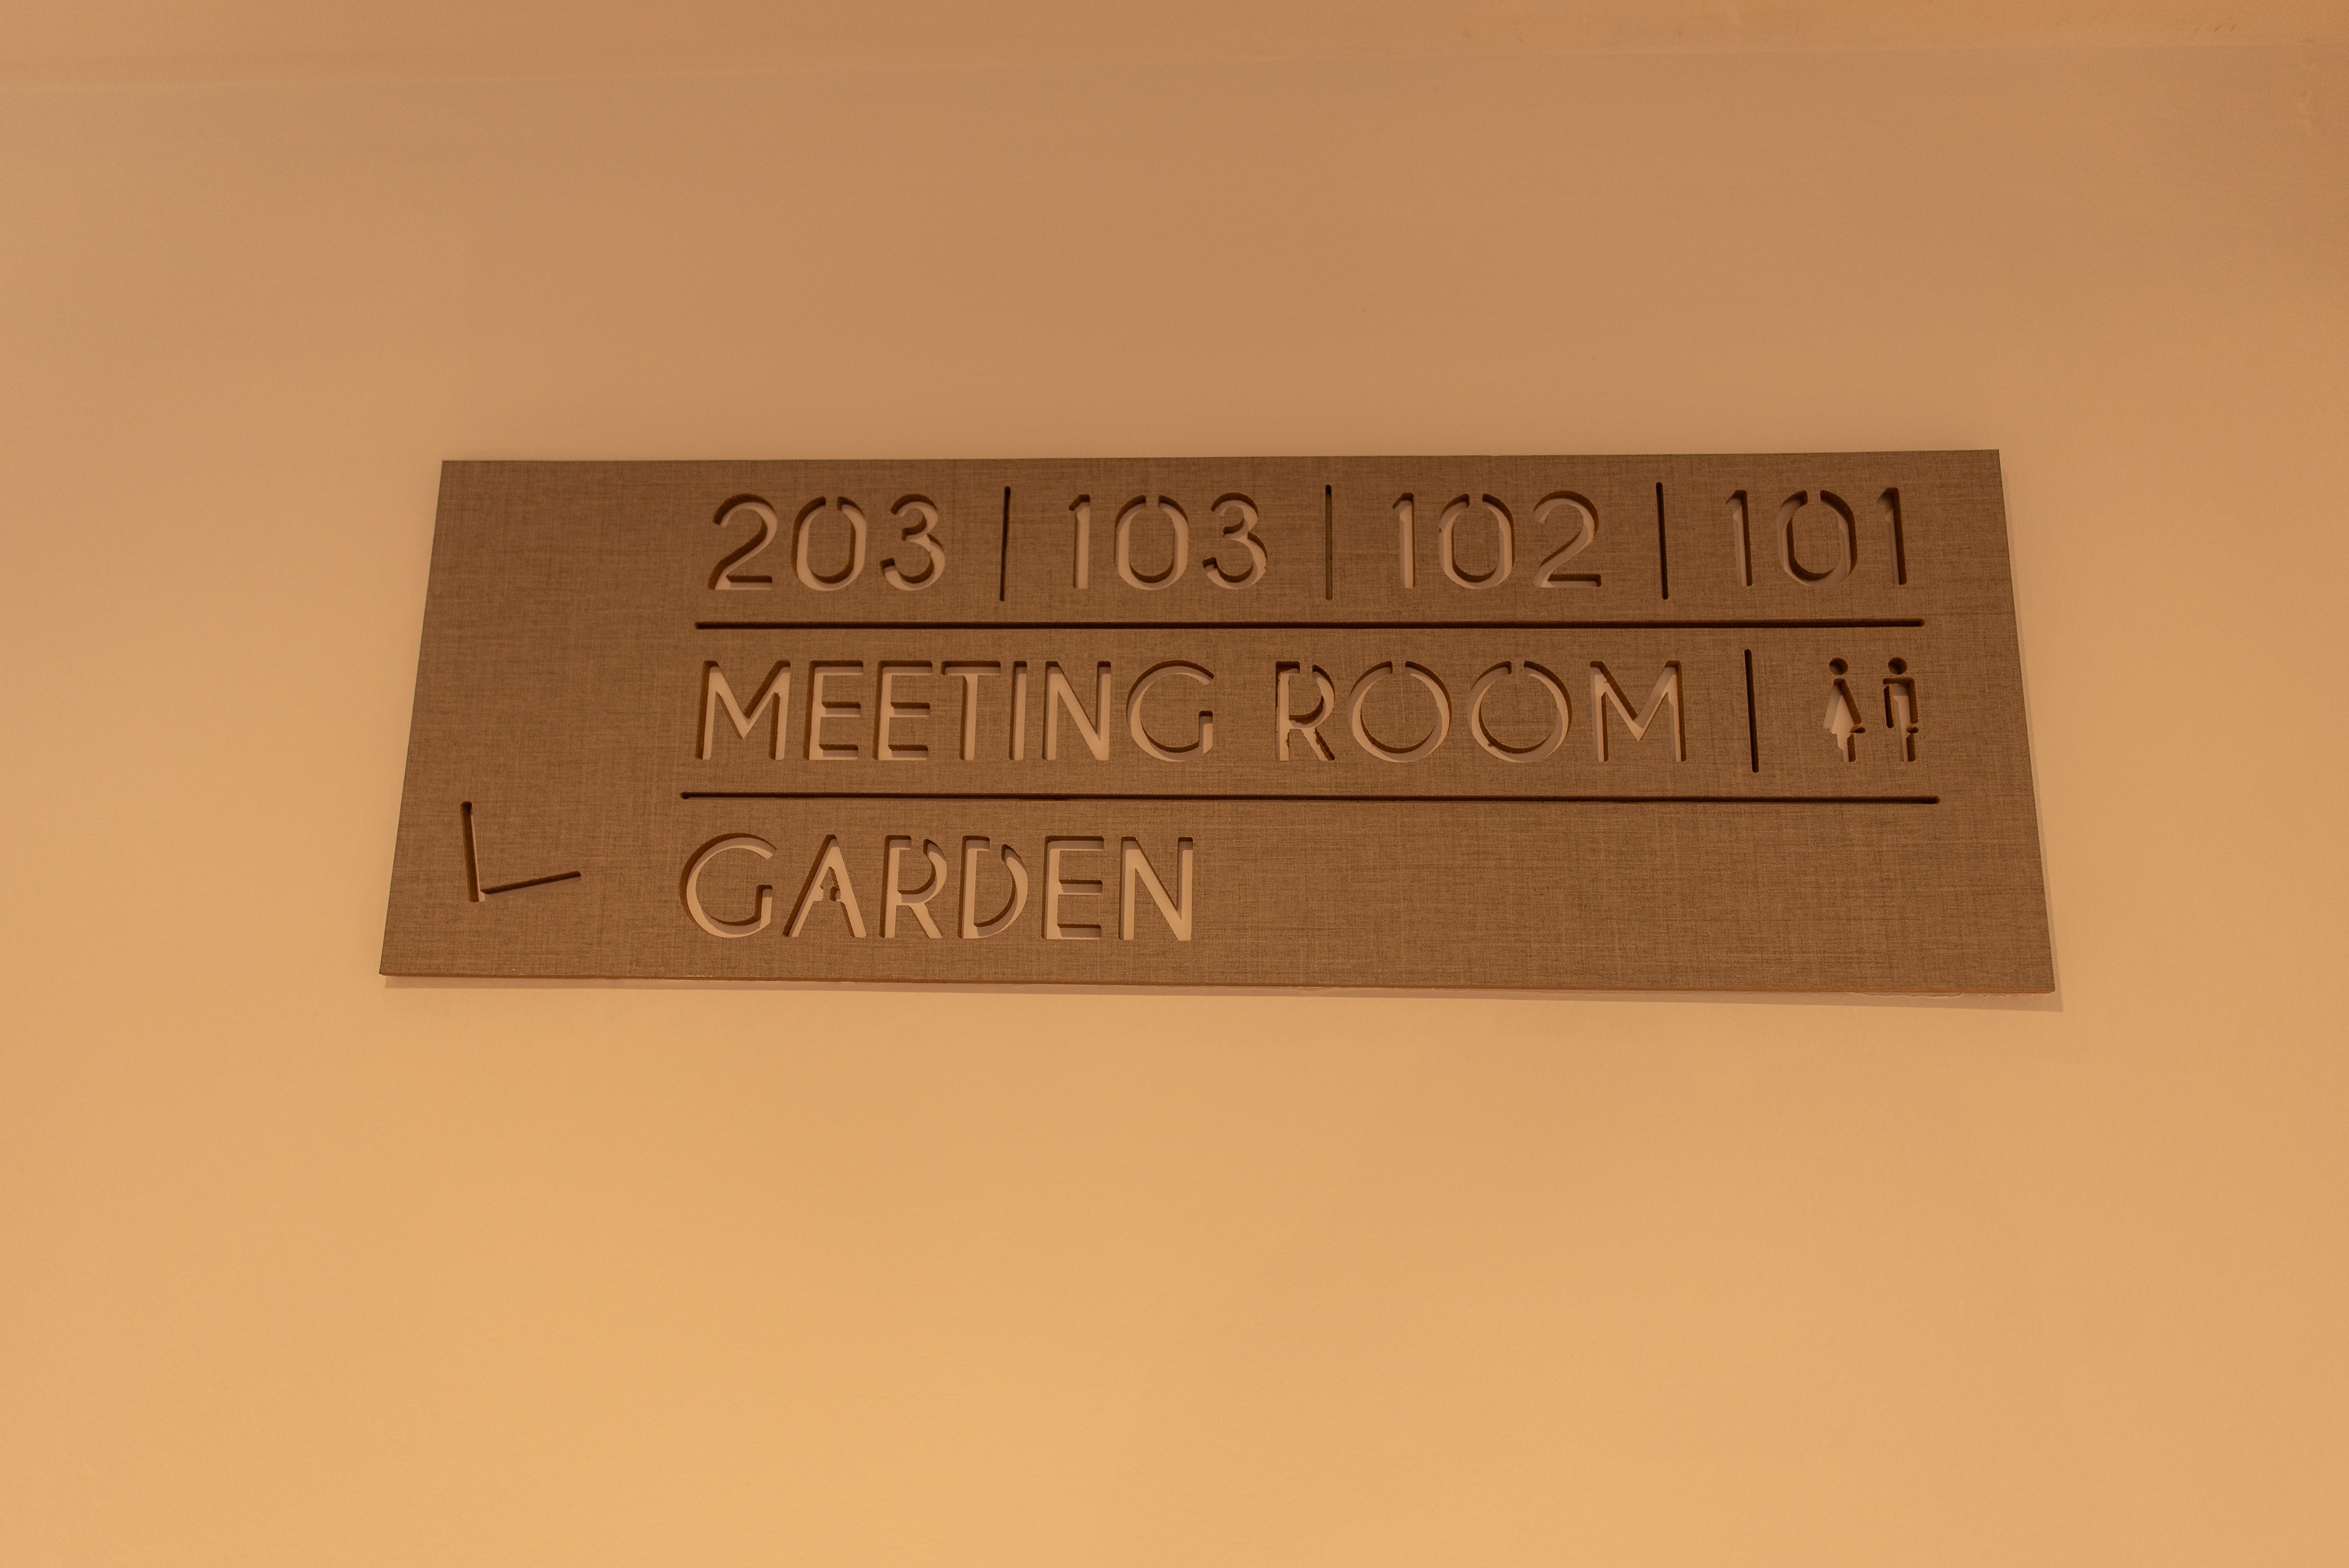 203 | 103 | 102 | 101
MEETING ROOM |
GARDEN